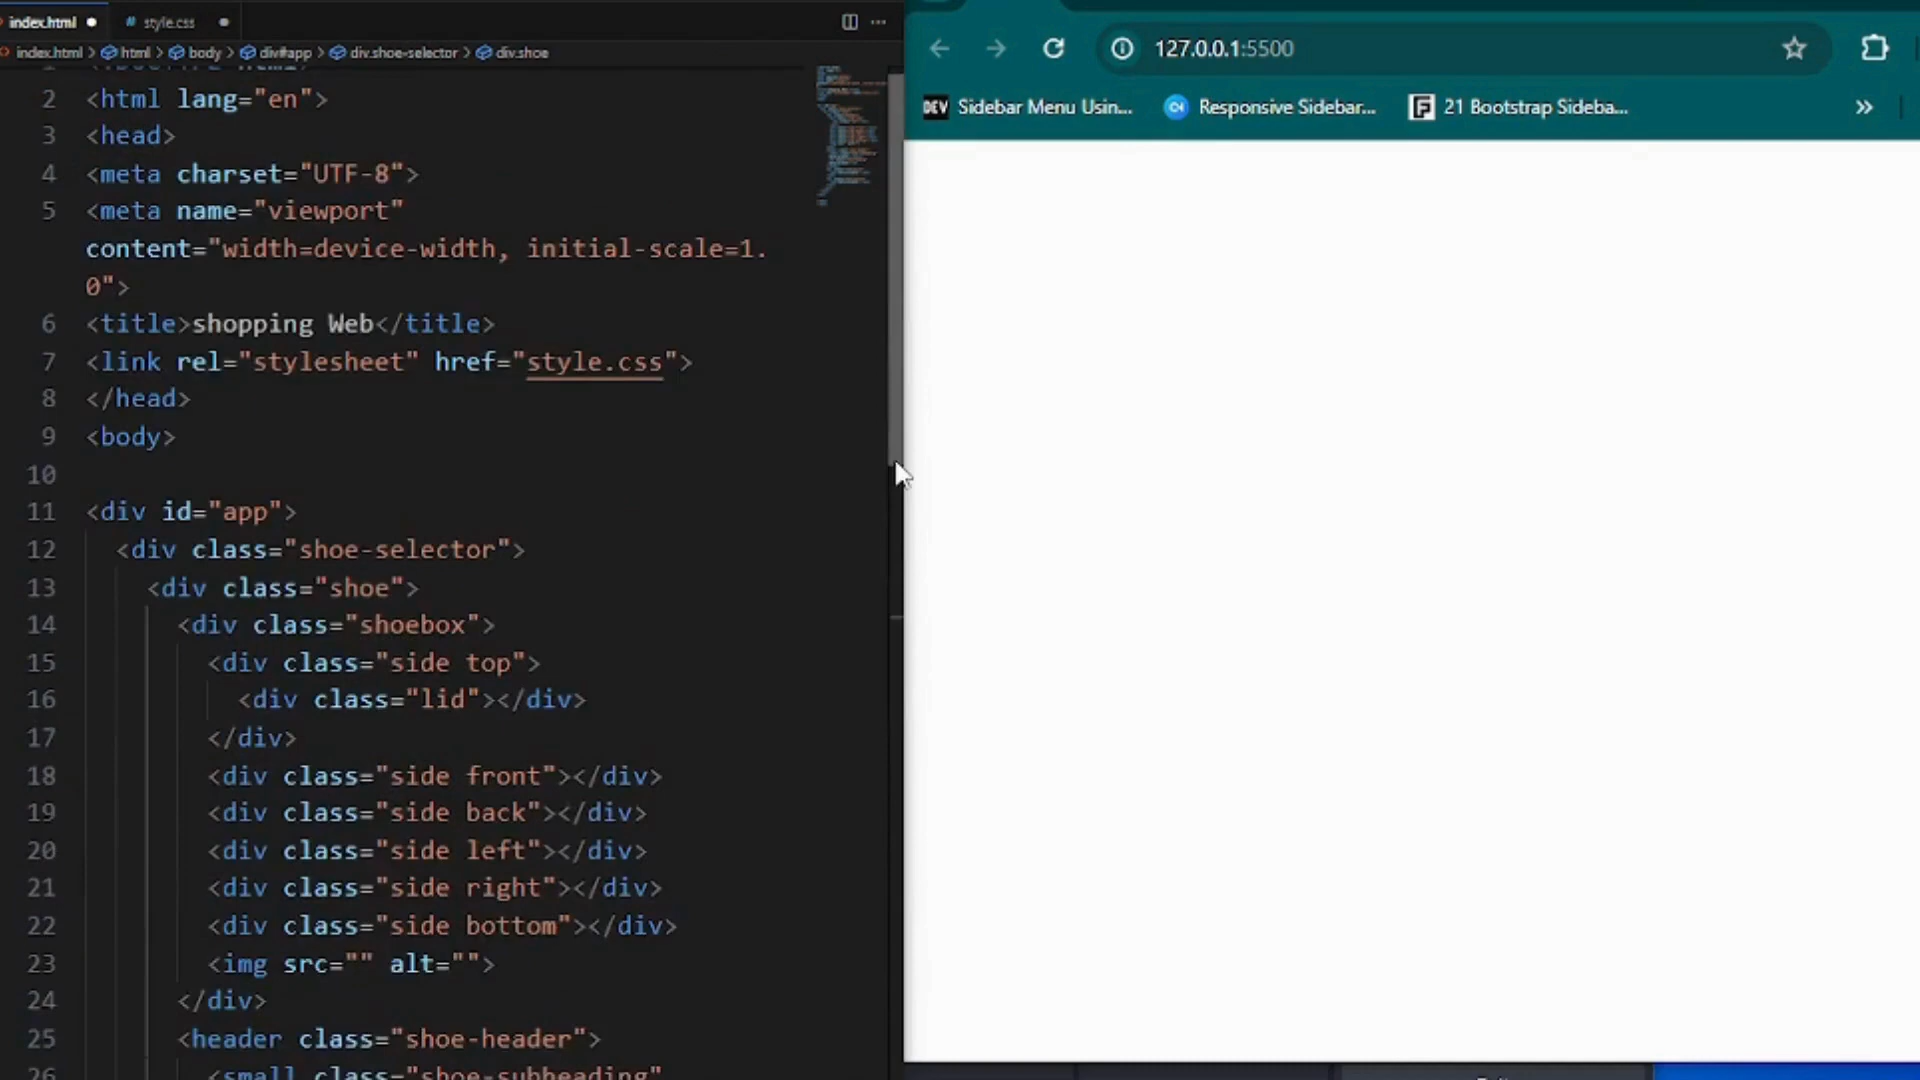 index.html
style.css
index.html > html > body > div#app > div.shoe-selector > div.shoe
127.0.0.1:5500
DEV Sidebar Menu Usin...
Responsive Sidebar...
21 Bootstrap Sideba...
2 <html lang="en">
3 <head>
4 <meta charset="UTF-8">
5 <meta name="viewport"
content="width=device-width, initial-scale=1.
0">
6 <title>shopping Web</title>
7 <link rel="stylesheet" href="style.css">
8 </head>
9 <body>
10
11 <div id="app">
12 <div class="shoe-selector">
13 <div class="shoe">
14 <div class="shoebox">
15 <div class="side top">
16 <div class="lid"></div>
17 </div>
18 <div class="side front"></div>
19 <div class="side back"></div>
20 <div class="side left"></div>
21 <div class="side right"></div>
22 <div class="side bottom"></div>
23 <img src="" alt="">
24 </div>
25 <header class="shoe-header">
26 <small class="shoe-subheading"